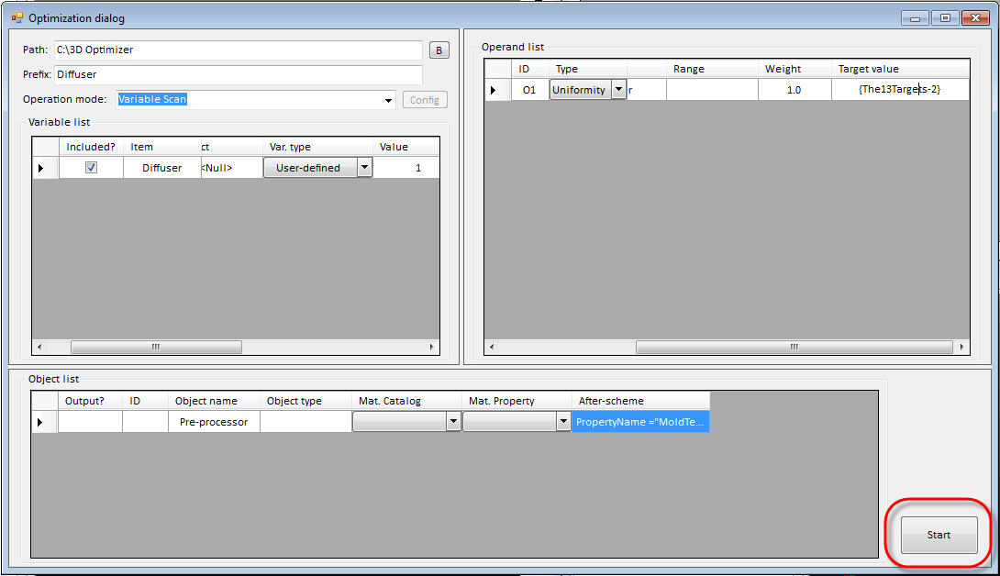 Optimization dialog
Path: C:\3D Optimizer B
Prefix: Diffuser
Operation mode: Variable Scan Config
Variable list
Included? Item ct Var. type Value
Diffuser <Null> User-defined 1
Operand list
ID Type Range Weight Target value
O1 Uniformity r 1.0 {The13Targets-2}
Object list
Output? ID Object name Object type Mat. Catalog Mat. Property After-scheme
Pre-processor PropertyName ="MoldTe...
Start